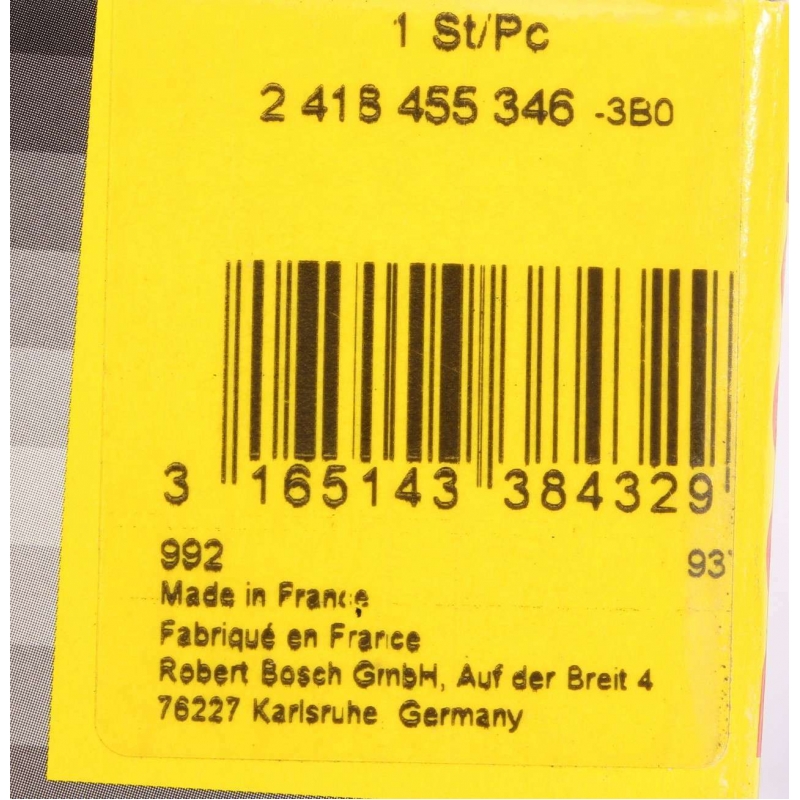 1 St/Pc
2 418 455 346 -3B0
3 165143 384329
992 93
Made in France
Fabriqué en France
Robert Bosch GmbH, Auf der Breit 4
76227 Karlsruhe Germany